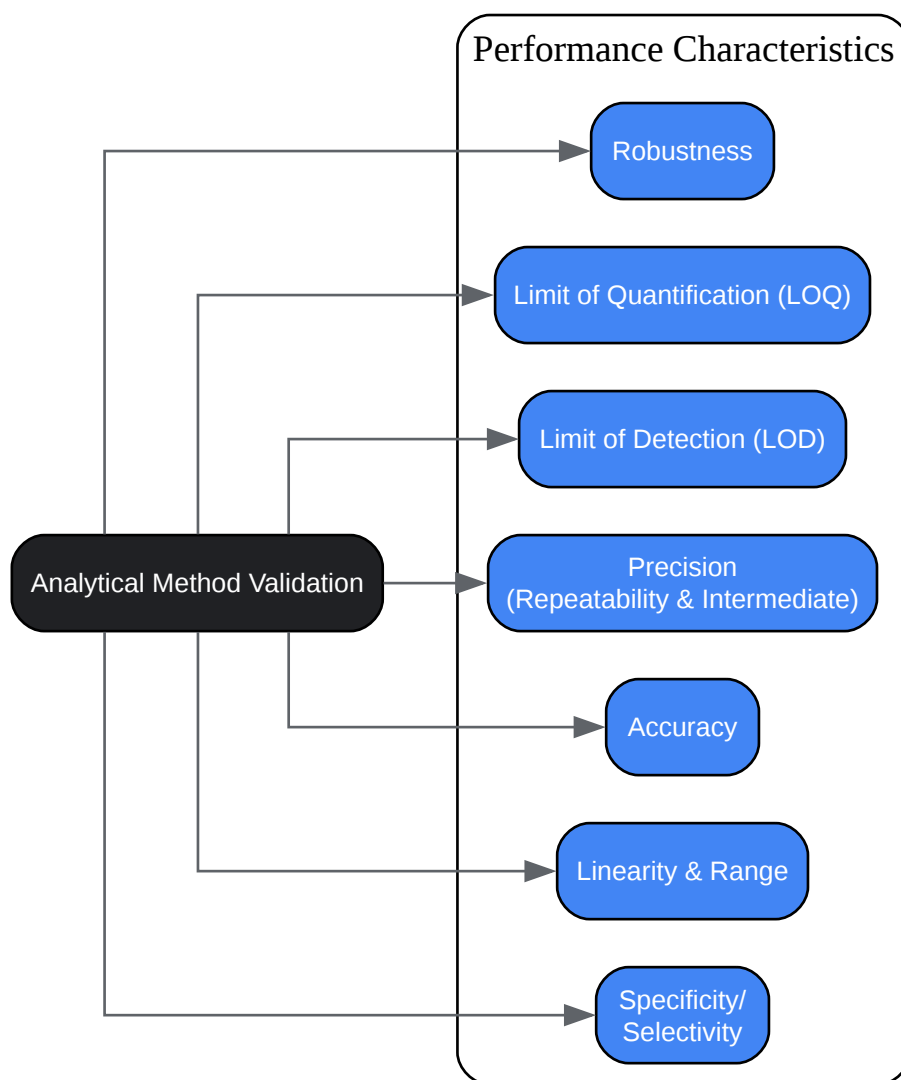 Performance Characteristics
Robustness
Limit of Quantification (LOQ)
Limit of Detection (LOD)
Analytical Method Validation
Precision
(Repeatability & Intermediate)
Accuracy
Linearity & Range
Specificity/
Selectivity